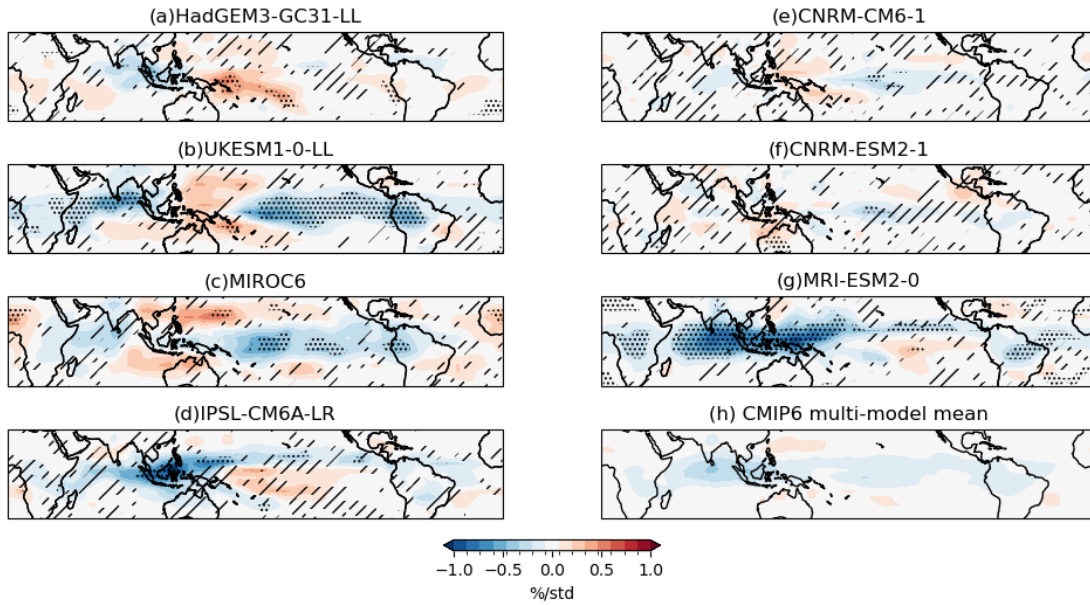 (a)HadGEM3-GC31-LL
(e)CNRM-CM6-1
(b)UKESM1-0-LL
(f)CNRM-ESM2-1
(c)MIROC6
(g)MRI-ESM2-0
(d)IPSL-CM6A-LR
(h) CMIP6 multi-model mean
−1.0 −0.5 0.0 0.5 1.0
%/std